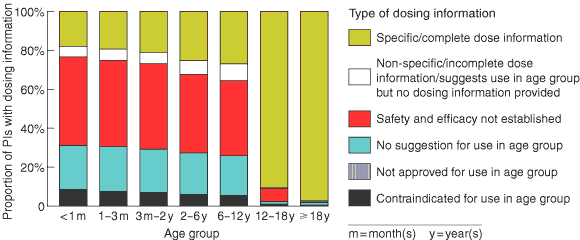 Proportion of PIs with dosing information
100%
80%
60%
40%
20%
0
<1m
1–3m
3m–2y
2–6y
6–12y
12–18y
≥18y
Age group
Type of dosing information
Specific/complete dose information
Non-specific/incomplete dose
information/suggests use in age group
but no dosing information provided
Safety and efficacy not established
No suggestion for use in age group
Not approved for use in age group
Contraindicated for use in age group
m=month(s) y=year(s)